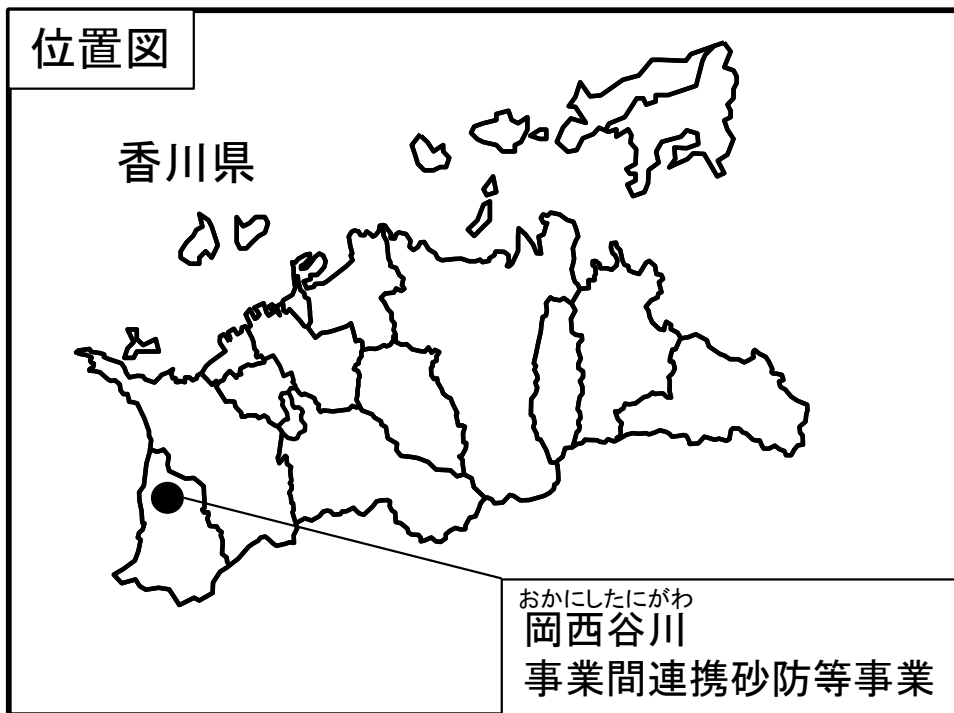 位置図
香川県
おかにしたにがわ
岡西谷川
事業間連携砂防等事業